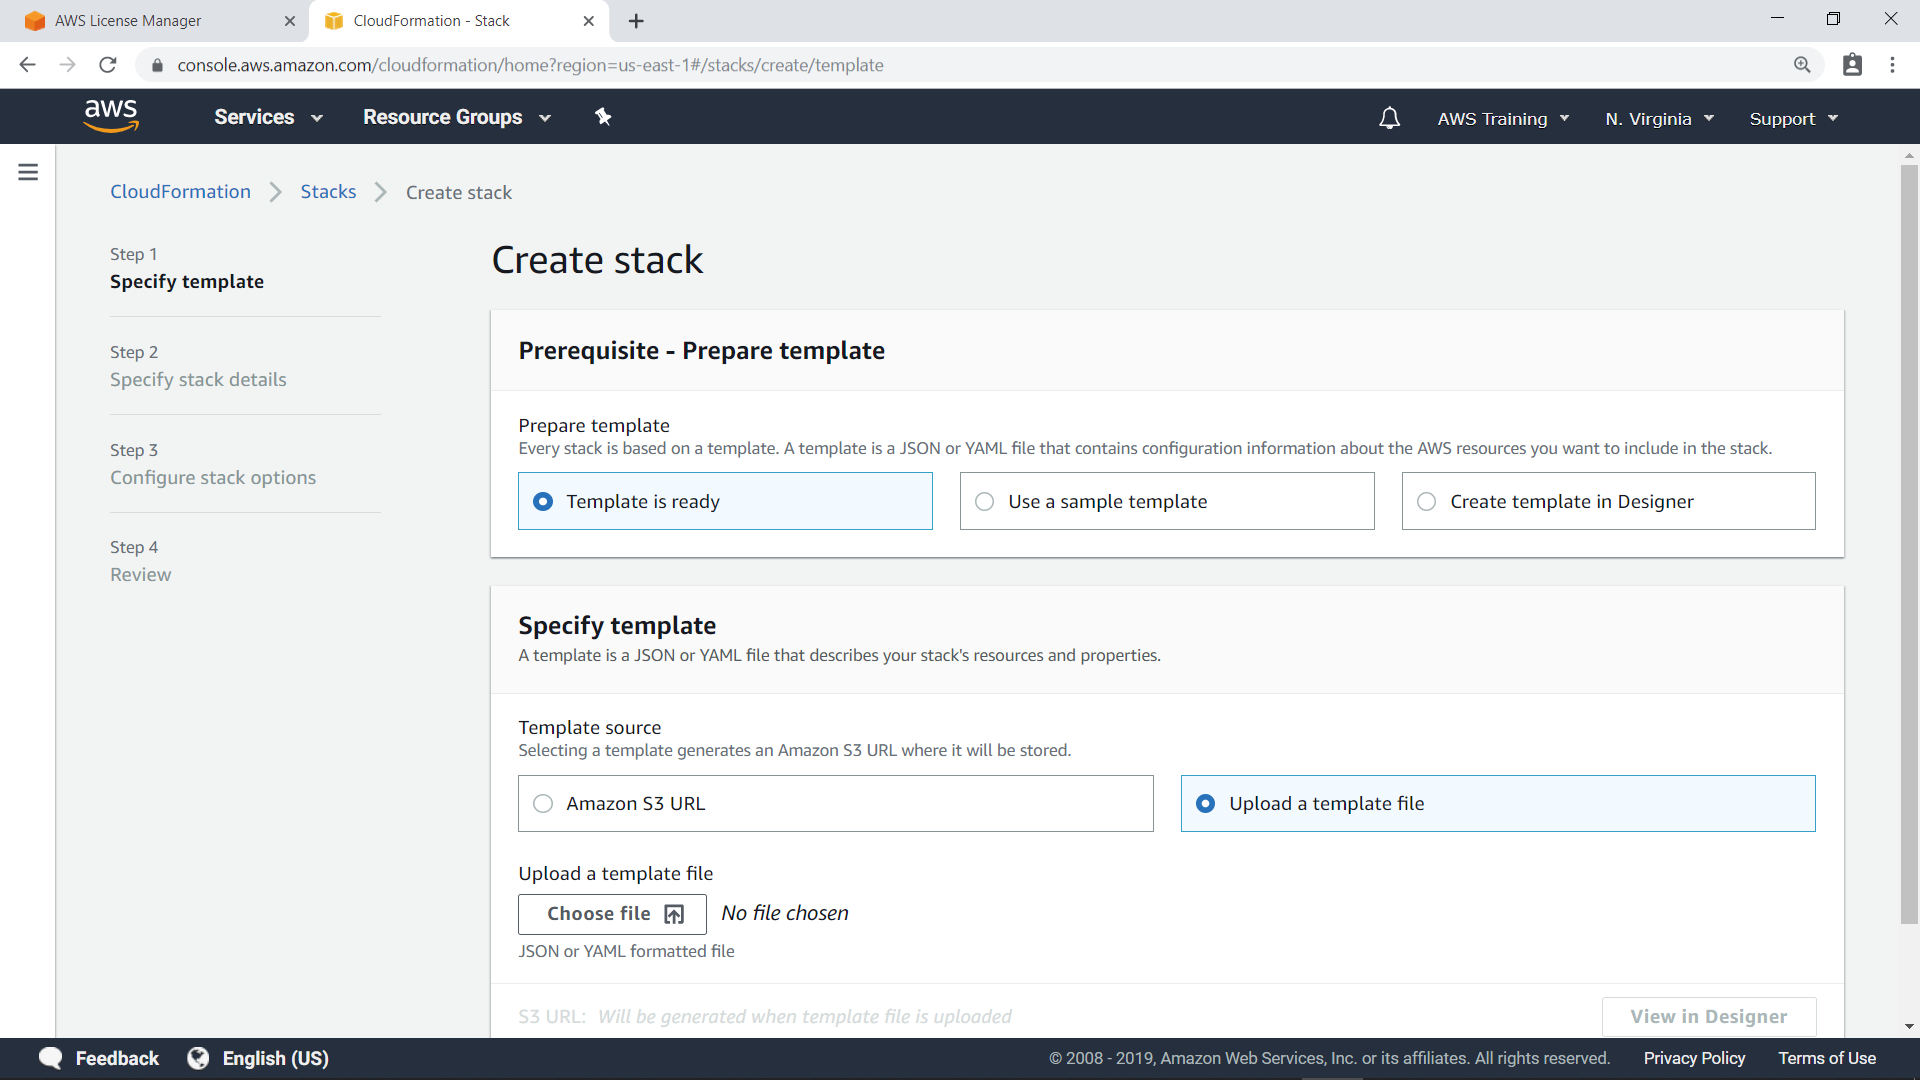 AWS License Manager
CloudFormation - Stack
console.aws.amazon.com/cloudformation/home?region=us-east-1#/stacks/create/template
aws
Services
Resource Groups
AWS Training
N. Virginia
Support
CloudFormation
Stacks
Create stack
Step 1
Specify template
Step 2
Specify stack details
Step 3
Configure stack options
Step 4
Review
Create stack
Prerequisite - Prepare template
Prepare template
Every stack is based on a template. A template is a JSON or YAML file that contains configuration information about the AWS resources you want to include in the stack.
Template is ready
Use a sample template
Create template in Designer
Specify template
A template is a JSON or YAML file that describes your stack's resources and properties.
Template source
Selecting a template generates an Amazon S3 URL where it will be stored.
Amazon S3 URL
Upload a template file
Upload a template file
Choose file
No file chosen
JSON or YAML formatted file
S3 URL: Will be generated when template file is uploaded
View in Designer
Feedback
English (US)
© 2008 - 2019, Amazon Web Services, Inc. or its affiliates. All rights reserved.
Privacy Policy
Terms of Use